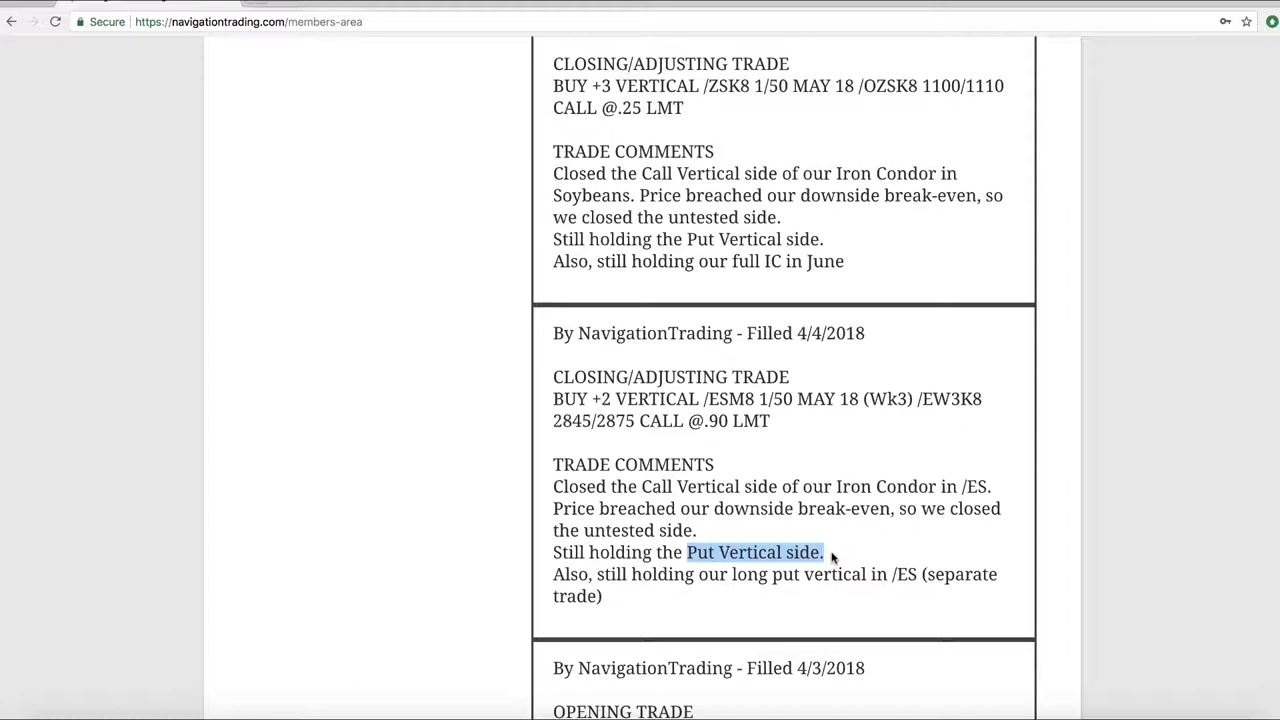 Secure https://navigationtrading.com/members-area
CLOSING/ADJUSTING TRADE
BUY +3 VERTICAL /ZSK8 1/50 MAY 18 /OZSK8 1100/1110
CALL @.25 LMT
TRADE COMMENTS
Closed the Call Vertical side of our Iron Condor in
Soybeans. Price breached our downside break-even, so
we closed the untested side.
Still holding the Put Vertical side.
Also, still holding our full IC in June
By NavigationTrading - Filled 4/4/2018
CLOSING/ADJUSTING TRADE
BUY +2 VERTICAL /ESM8 1/50 MAY 18 (Wk3) /EW3K8
2845/2875 CALL @.90 LMT
TRADE COMMENTS
Closed the Call Vertical side of our Iron Condor in /ES.
Price breached our downside break-even, so we closed
the untested side.
Still holding the Put Vertical side.
Also, still holding our long put vertical in /ES (separate
trade)
By NavigationTrading - Filled 4/3/2018
OPENING TRADE